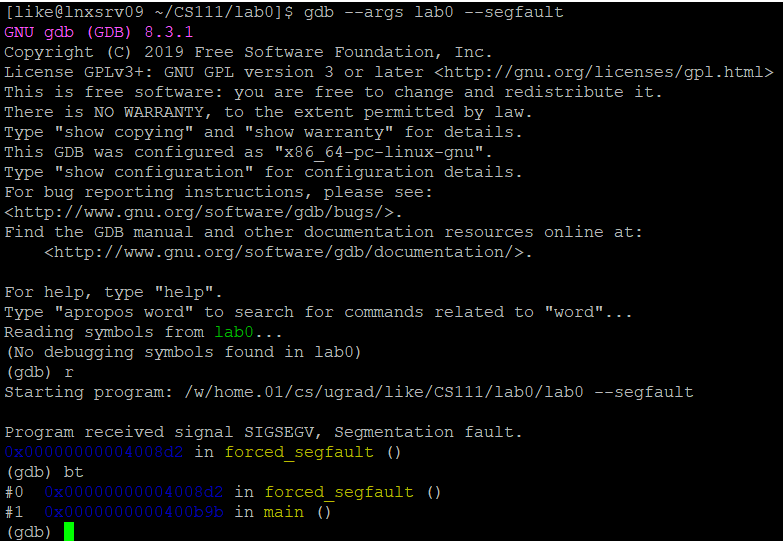 [like@lnxsrv09 ~/CS111/lab0]$ gdb --args lab0 --segfault
GNU gdb (GDB) 8.3.1
Copyright (C) 2019 Free Software Foundation, Inc.
License GPLv3+: GNU GPL version 3 or later <http://gnu.org/licenses/gpl.html>
This is free software: you are free to change and redistribute it.
There is NO WARRANTY, to the extent permitted by law.
Type "show copying" and "show warranty" for details.
This GDB was configured as "x86_64-pc-linux-gnu".
Type "show configuration" for configuration details.
For bug reporting instructions, please see:
<http://www.gnu.org/software/gdb/bugs/>.
Find the GDB manual and other documentation resources online at:
    <http://www.gnu.org/software/gdb/documentation/>.

For help, type "help".
Type "apropos word" to search for commands related to "word"...
Reading symbols from lab0...
(No debugging symbols found in lab0)
(gdb) r
Starting program: /w/home.01/cs/ugrad/like/CS111/lab0/lab0 --segfault

Program received signal SIGSEGV, Segmentation fault.
0x00000000004008d2 in forced_segfault ()
(gdb) bt
#0  0x00000000004008d2 in forced_segfault ()
#1  0x0000000000400b9b in main ()
(gdb)